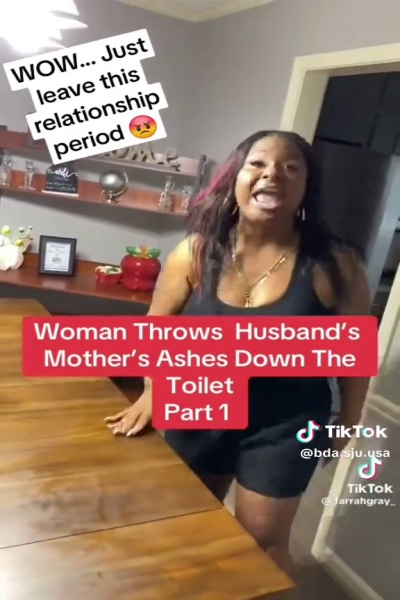 WOW... Just
leave this
relationship
period 😡
Woman Throws Husband's
Mother's Ashes Down The
Toilet
Part 1
TikTok
@bda.sju.usa
TikTok
@_farrahgray_